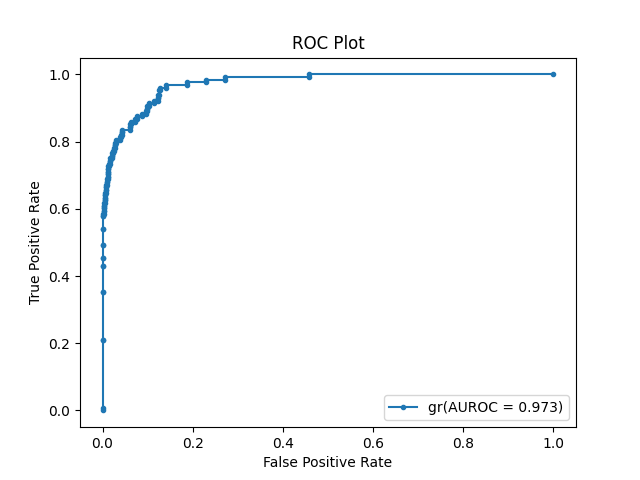 ROC Plot
True Positive Rate
1.0
0.8
0.6
0.4
0.2
0.0
gr(AUROC = 0.973)
0.0 0.2 0.4 0.6 0.8 1.0
False Positive Rate